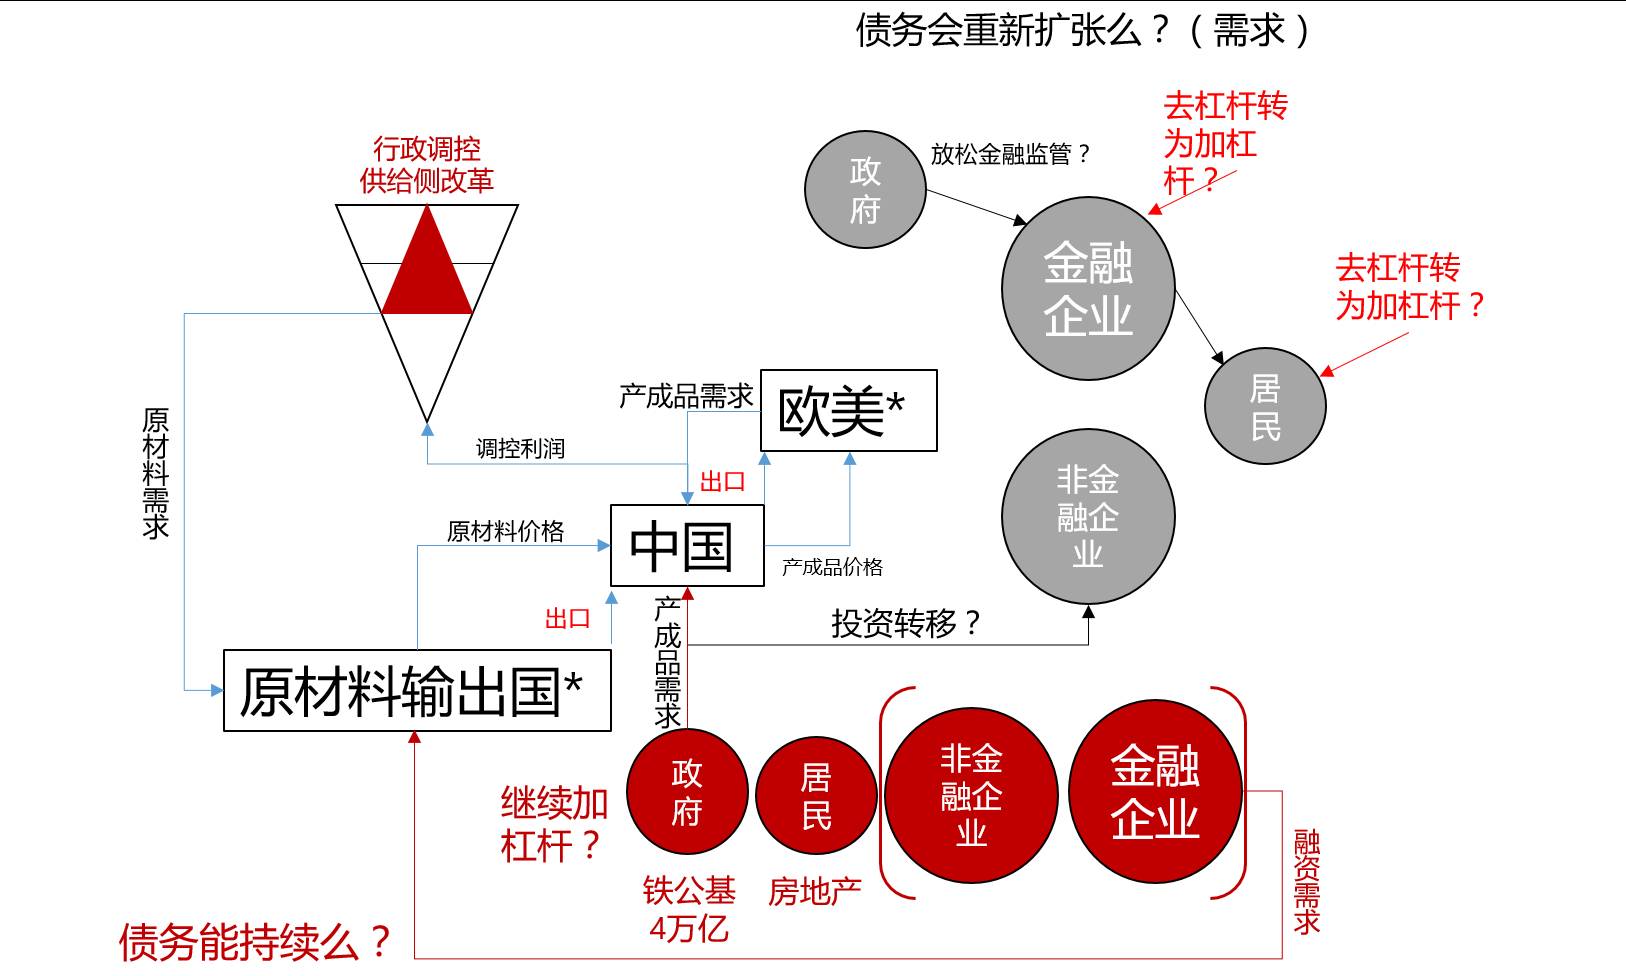 债务会重新扩张么？（需求）
去杠杆转
为加杠
杆？
行政调控
供给侧改革
政
府
放松金融监管？
金融
企业
去杠杆转
为加杠杆？
居
民
产成品需求
欧美*
原材料需求
调控利润
出口
非金
融企
业
原材料价格
中国
产成品价格
出口
产成品需求
投资转移？
原材料输出国*
政
府
居
民
非金
融企
业
金融
企业
继续加
杠杆？
融资需求
铁公基
4万亿
房地产
债务能持续么？